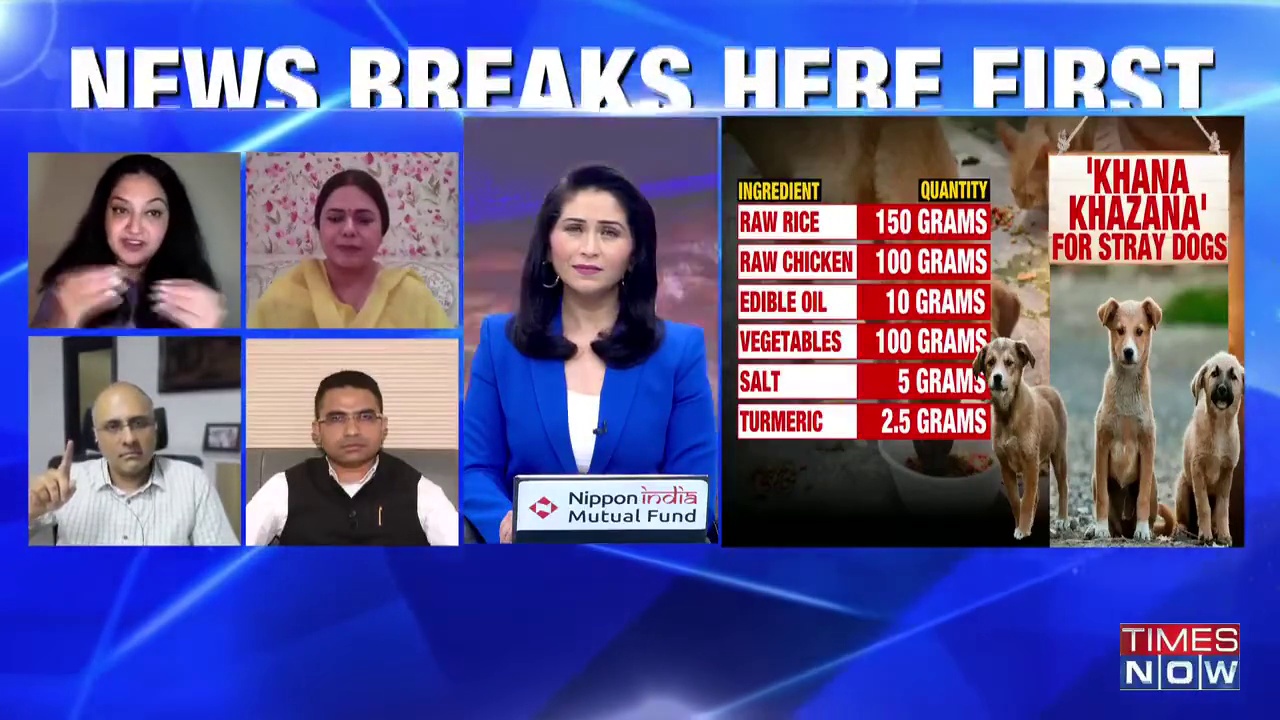 NEWS BREAKS HERE FIRST
INGREDIENT QUANTITY
RAW RICE 150 GRAMS
RAW CHICKEN 100 GRAMS
EDIBLE OIL 10 GRAMS
VEGETABLES 100 GRAMS
SALT 5 GRAMS
TURMERIC 2.5 GRAMS
'KHANA
KHAZANA'
FOR STRAY DOGS
Nippon india
Mutual Fund
TIMES
NOW